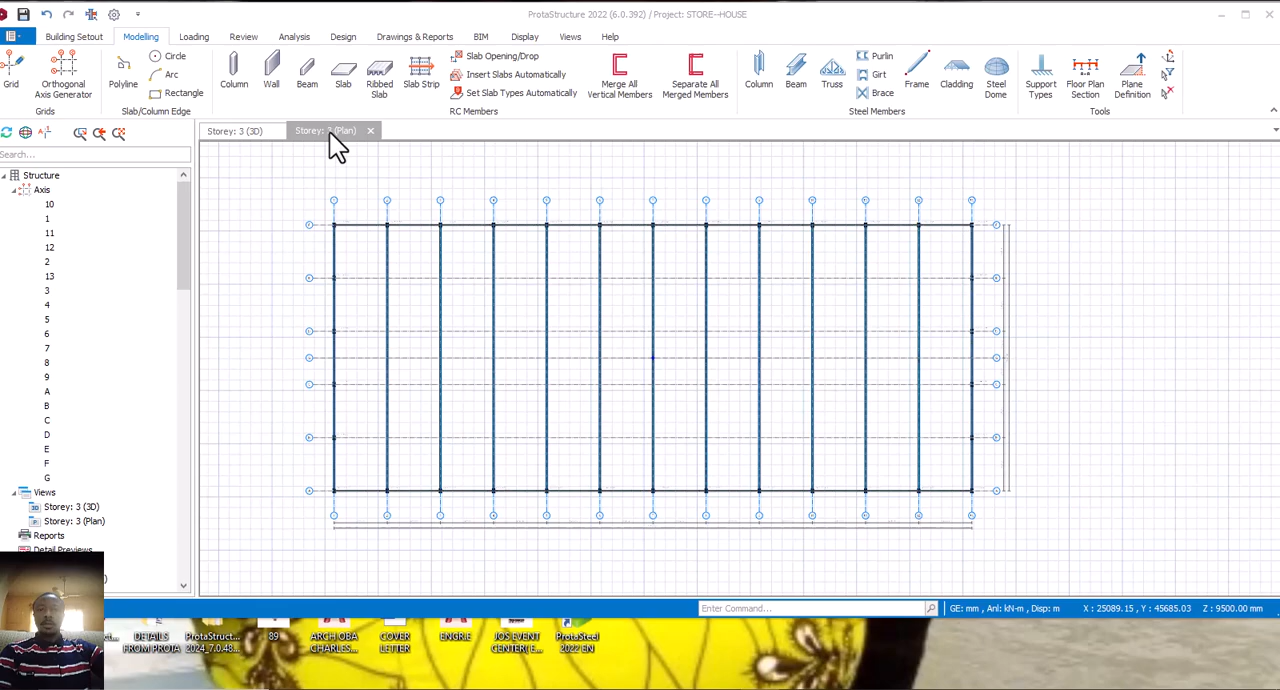 ProtaStructure 2022 (6.0.392) / Project: STORE--HOUSE
Building Setout Modelling Loading Review Analysis Design Drawings & Reports BIM Views Display Help
Grid
Orthogonal Axis Generator
Grids
Polyline
Circle
Arc
Rectangle
Slab/Column Edge
Column
Wall
Beam
Slab
Ribbed Slab
Slab Strip
Slab Opening/Drop
Insert Slabs Automatically
Set Slab Types Automatically
Merge All Vertical Members
Separate All Merged Members
RC Members
Column
Beam
Truss
Purlin
Girt
Brace
Frame
Cladding
Steel Dome
Steel Members
Support Types
Floor Plan Section
Plane Definition
Tools
Storey: 3 (3D)
Storey: 3 (Plan)
Search...
Structure
Axis
10
1
11
12
2
13
3
4
5
6
7
8
9
A
B
C
D
E
F
G
Views
Storey: 3 (3D)
Storey: 3 (Plan)
Reports
Detail Previews
Enter Command...
GE: mm, Anl: kN-m, Disp: m
X : 25089.15, Y : 45685.03
Z : 9500.00 mm
DETAILS FROM PROTA
ProtaStruct... 2024_7.0.48...
89
ARCH.OBA CHARLES...
COVER LETTER
ENGRIE
JOS EVENT CENTER( E...
ProtaSteel 2022 EN